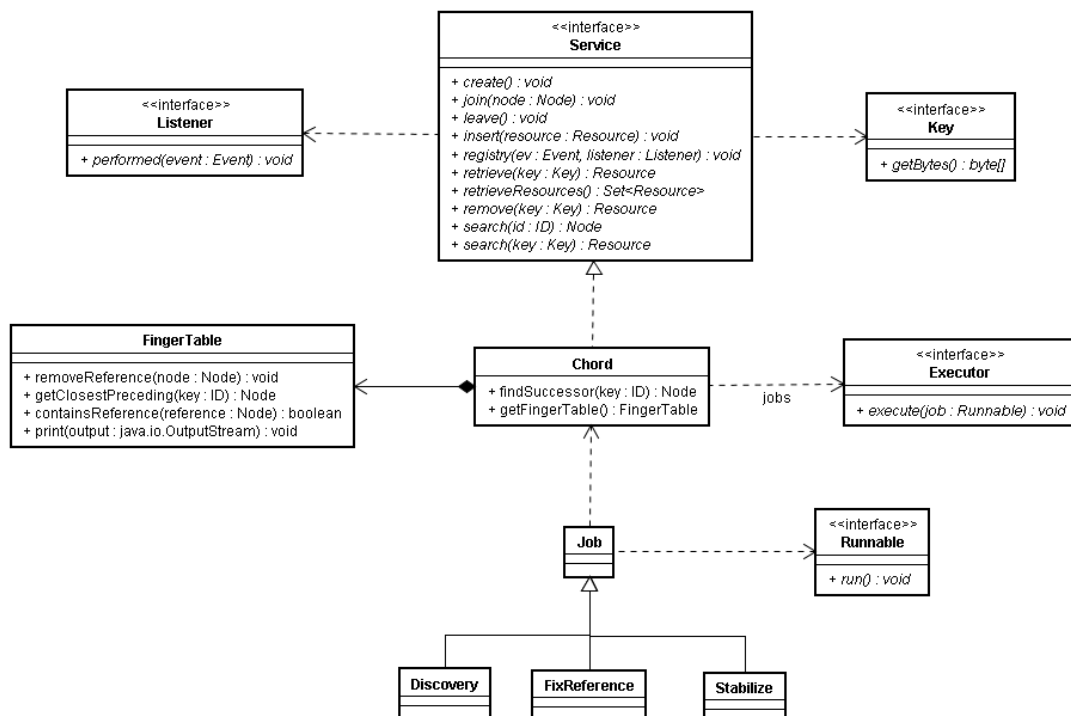 <<interface>>
Service
+ create() : void
+ join(node : Node) : void
+ leave() : void
+ insert(resource : Resource) : void
+ registry(ev : Event, listener : Listener) : void
+ retrieve(key : Key) : Resource
+ retrieveResources() : Set<Resource>
+ remove(key : Key) : Resource
+ search(id : ID) : Node
+ search(key : Key) : Resource
<<interface>>
Listener
+ performed(event : Event) : void
<<interface>>
Key
+ getBytes() : byte[]
FingerTable
+ removeReference(node : Node) : void
+ getClosestPreceding(key : ID) : Node
+ containsReference(reference : Node) : boolean
+ print(output : java.io.OutputStream) : void
Chord
+ findSuccessor(key : ID) : Node
+ getFingerTable() : FingerTable
jobs
<<interface>>
Executor
+ execute(job : Runnable) : void
Job
<<interface>>
Runnable
+ run() : void
Discovery
FixReference
Stabilize